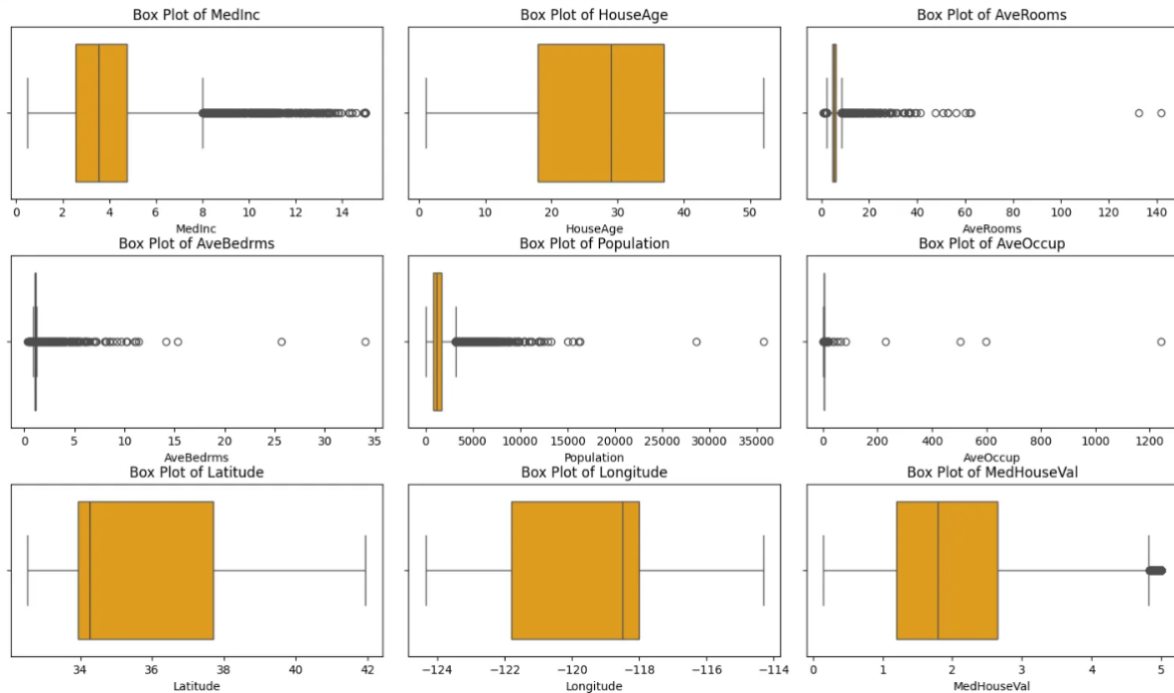 Box Plot of MedInc
Box Plot of HouseAge
Box Plot of AveRooms
0 2 4 6 8 10 12 14
0 10 20 30 40 50
0 20 40 60 80 100 120 140
MedInc
HouseAge
AveRooms
Box Plot of AveBedrms
Box Plot of Population
Box Plot of AveOccup
0 5 10 15 20 25 30 35
0 5000 10000 15000 20000 25000 30000 35000
0 200 400 600 800 1000 1200
AveBedrms
Population
AveOccup
Box Plot of Latitude
Box Plot of Longitude
Box Plot of MedHouseVal
34 36 38 40 42
−124 −122 −120 −118 −116 −114
0 1 2 3 4 5
Latitude
Longitude
MedHouseVal